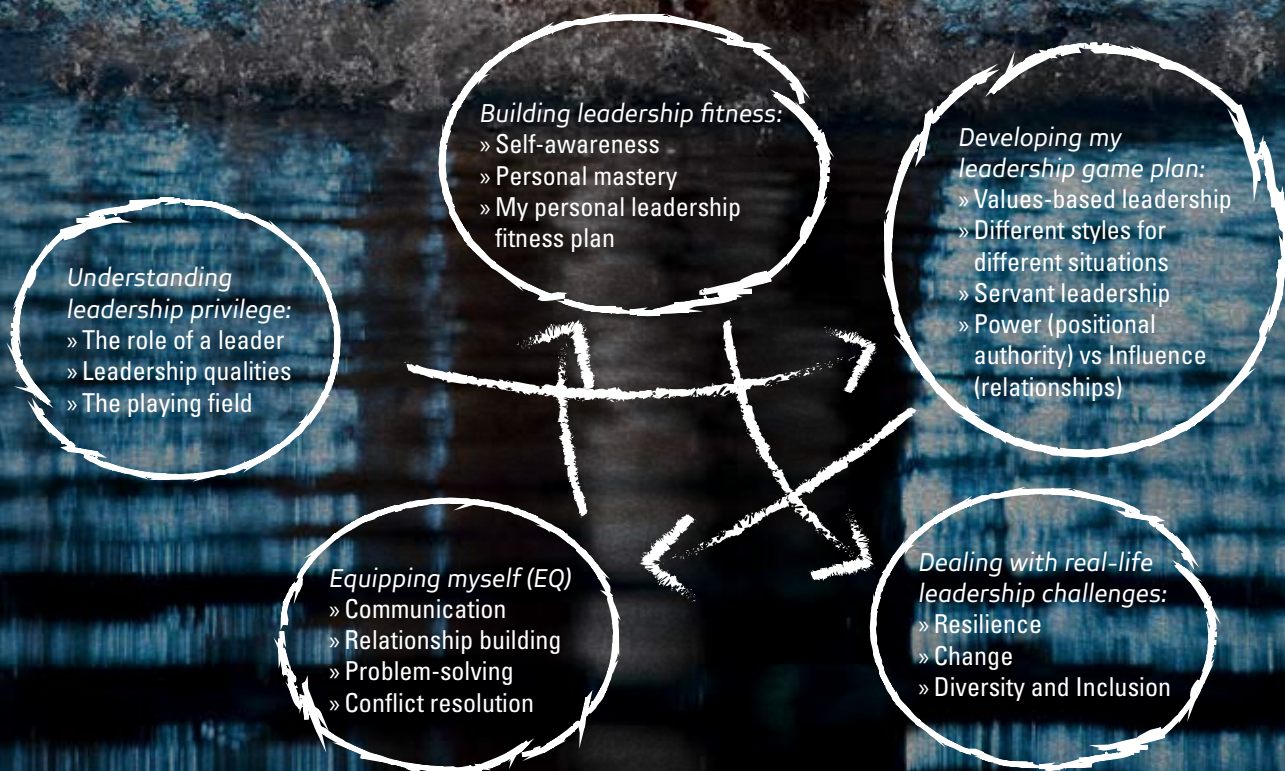 Understanding
leadership privilege:
» The role of a leader
» Leadership qualities
» The playing field
Building leadership fitness:
» Self-awareness
» Personal mastery
» My personal leadership
fitness plan
Developing my
leadership game plan:
» Values-based leadership
» Different styles for
different situations
» Servant leadership
» Power (positional
authority) vs Influence
(relationships)
Equipping myself (EQ)
» Communication
» Relationship building
» Problem-solving
» Conflict resolution
Dealing with real-life
leadership challenges:
» Resilience
» Change
» Diversity and Inclusion